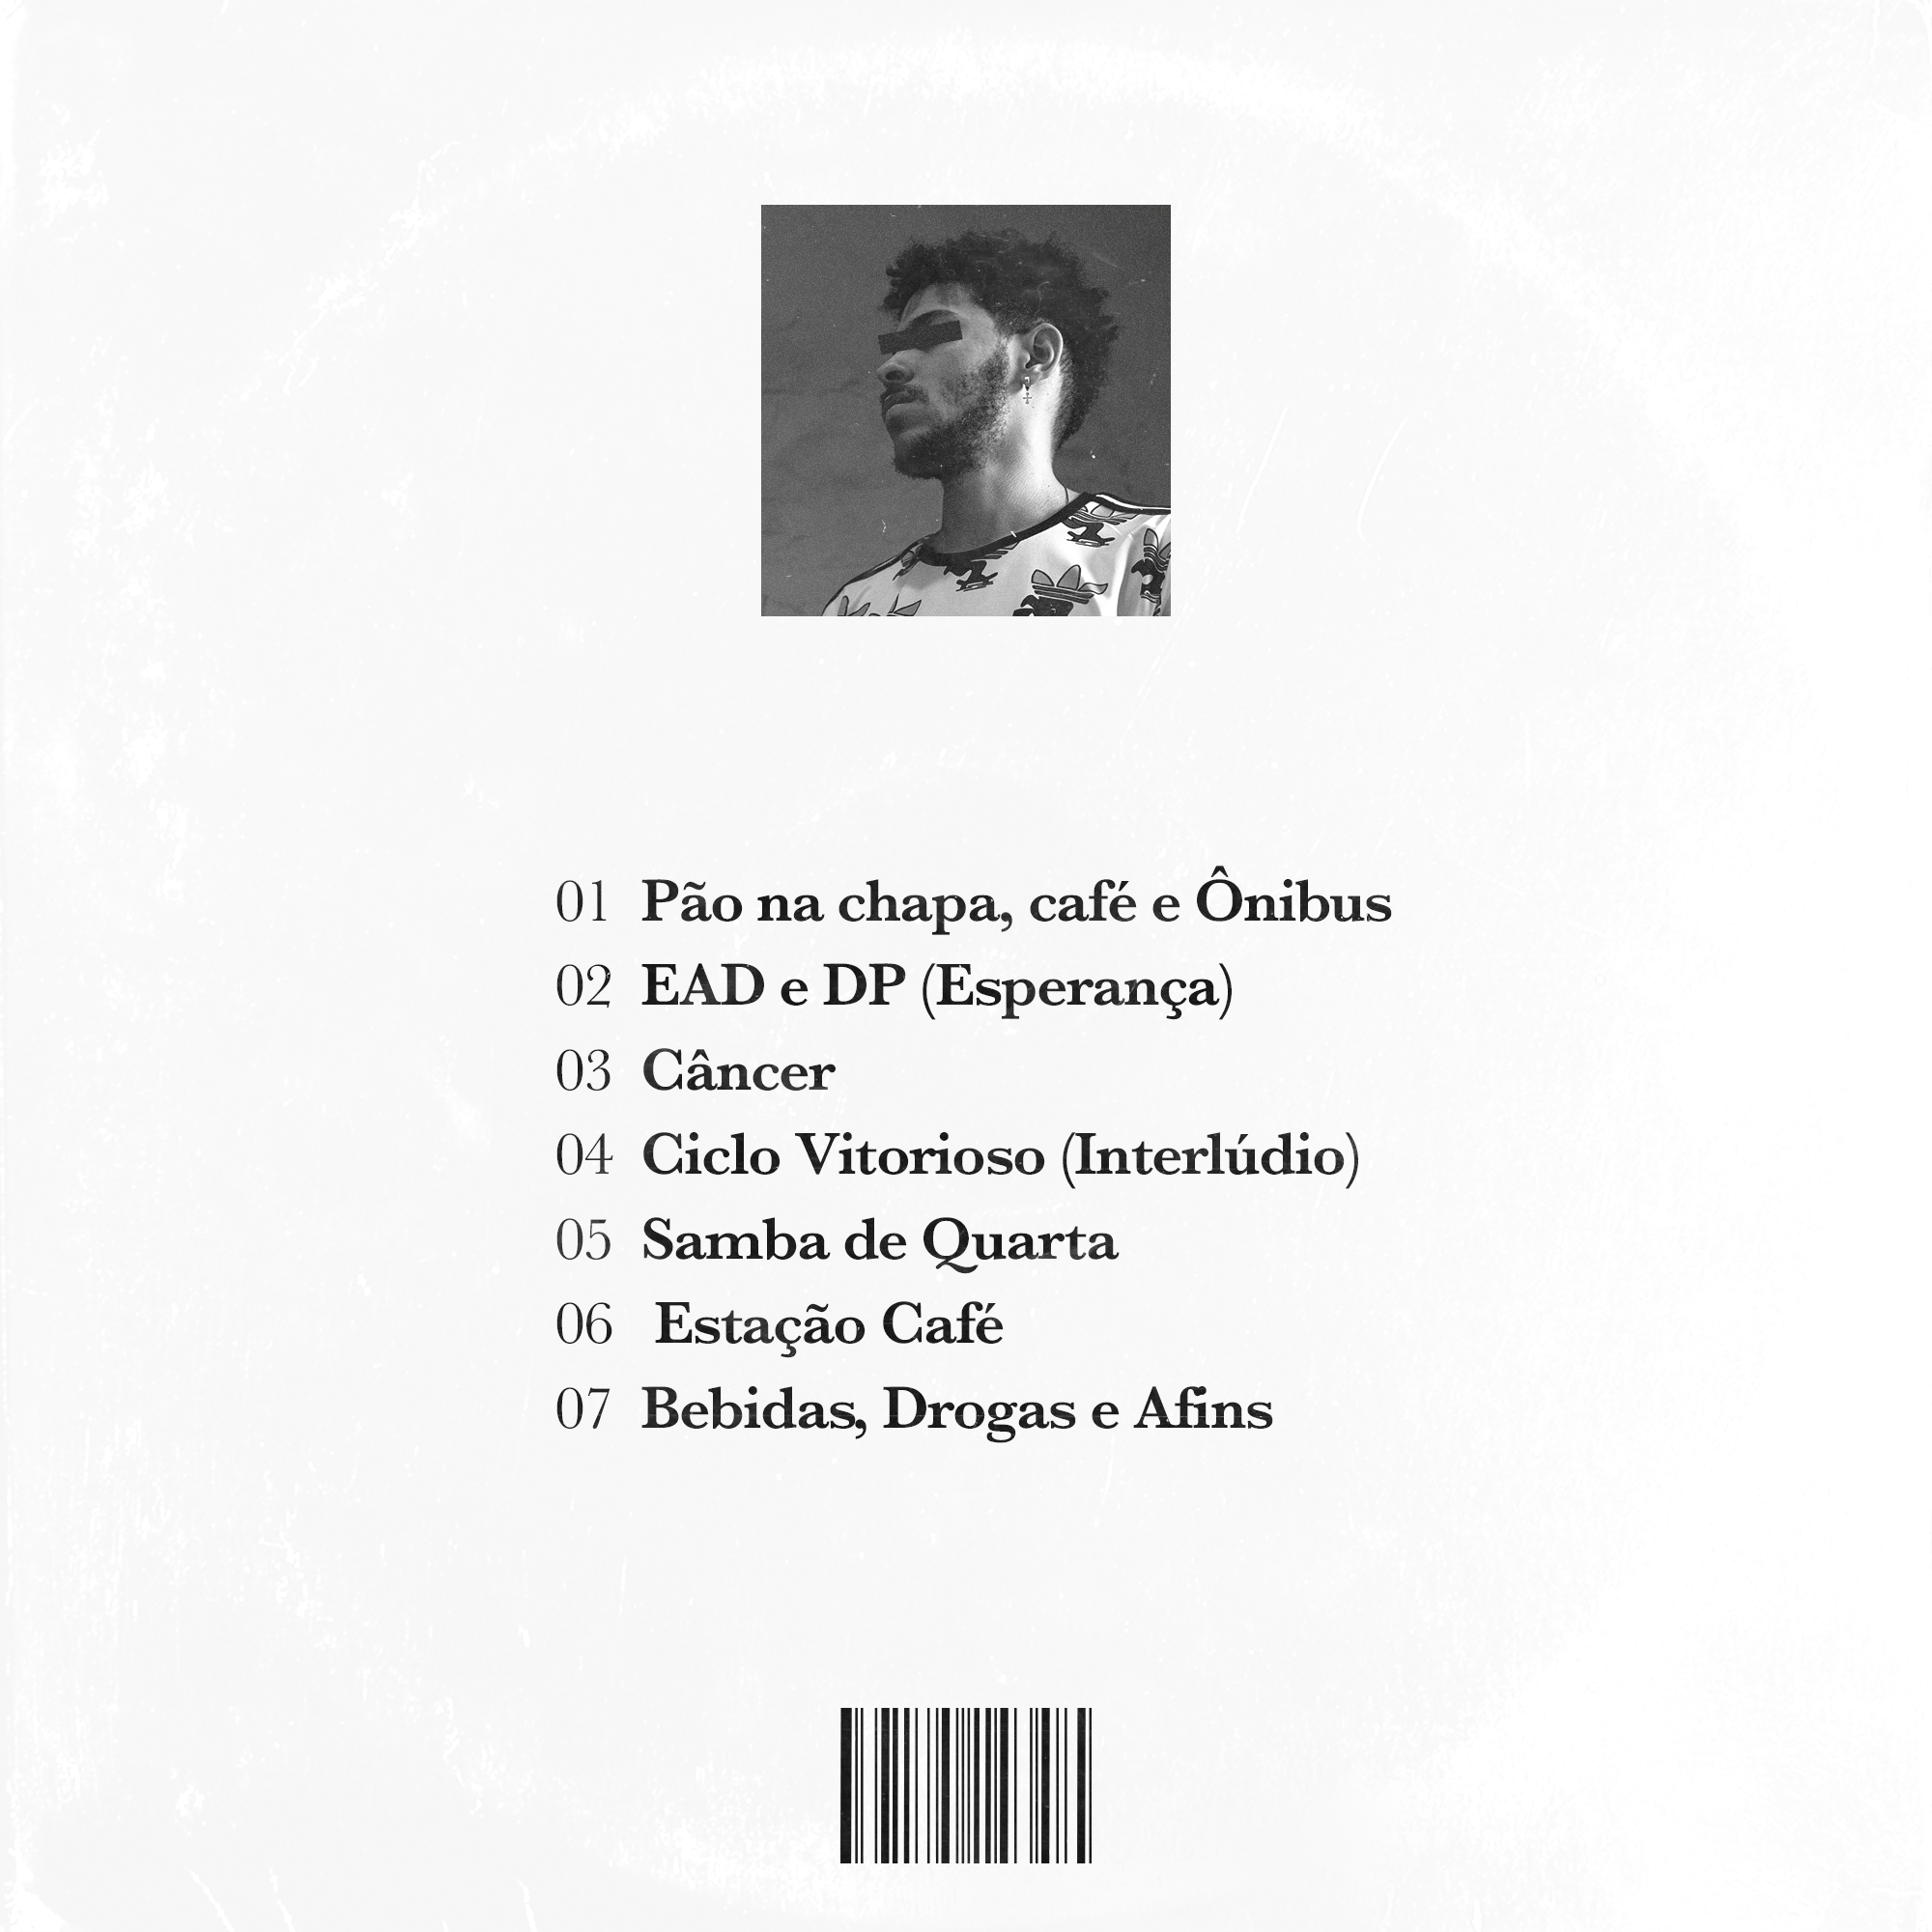 01 Pão na chapa, café e Ônibus
02 EAD e DP (Esperança)
03 Câncer
04 Ciclo Vitorioso (Interlúdio)
05 Samba de Quarta
06 Estação Café
07 Bebidas, Drogas e Afins